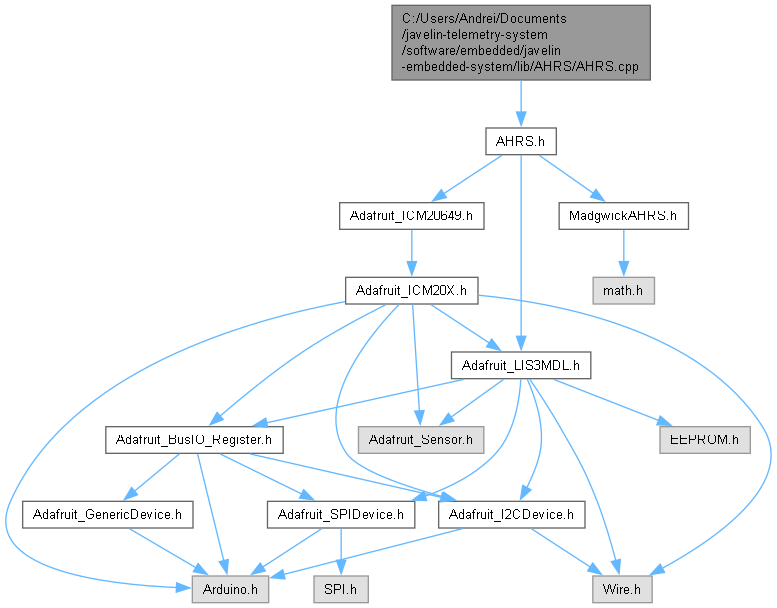 C:/Users/Andrei/Documents
/javelin-telemetry-system
/software/embedded/javelin
-embedded-system/lib/AHRS/AHRS.cpp
AHRS.h
Adafruit_ICM20649.h
MadgwickAHRS.h
Adafruit_ICM20X.h
math.h
Adafruit_LIS3MDL.h
Adafruit_BusIO_Register.h
Adafruit_Sensor.h
EEPROM.h
Adafruit_GenericDevice.h
Adafruit_SPIDevice.h
Adafruit_I2CDevice.h
Arduino.h
SPI.h
Wire.h